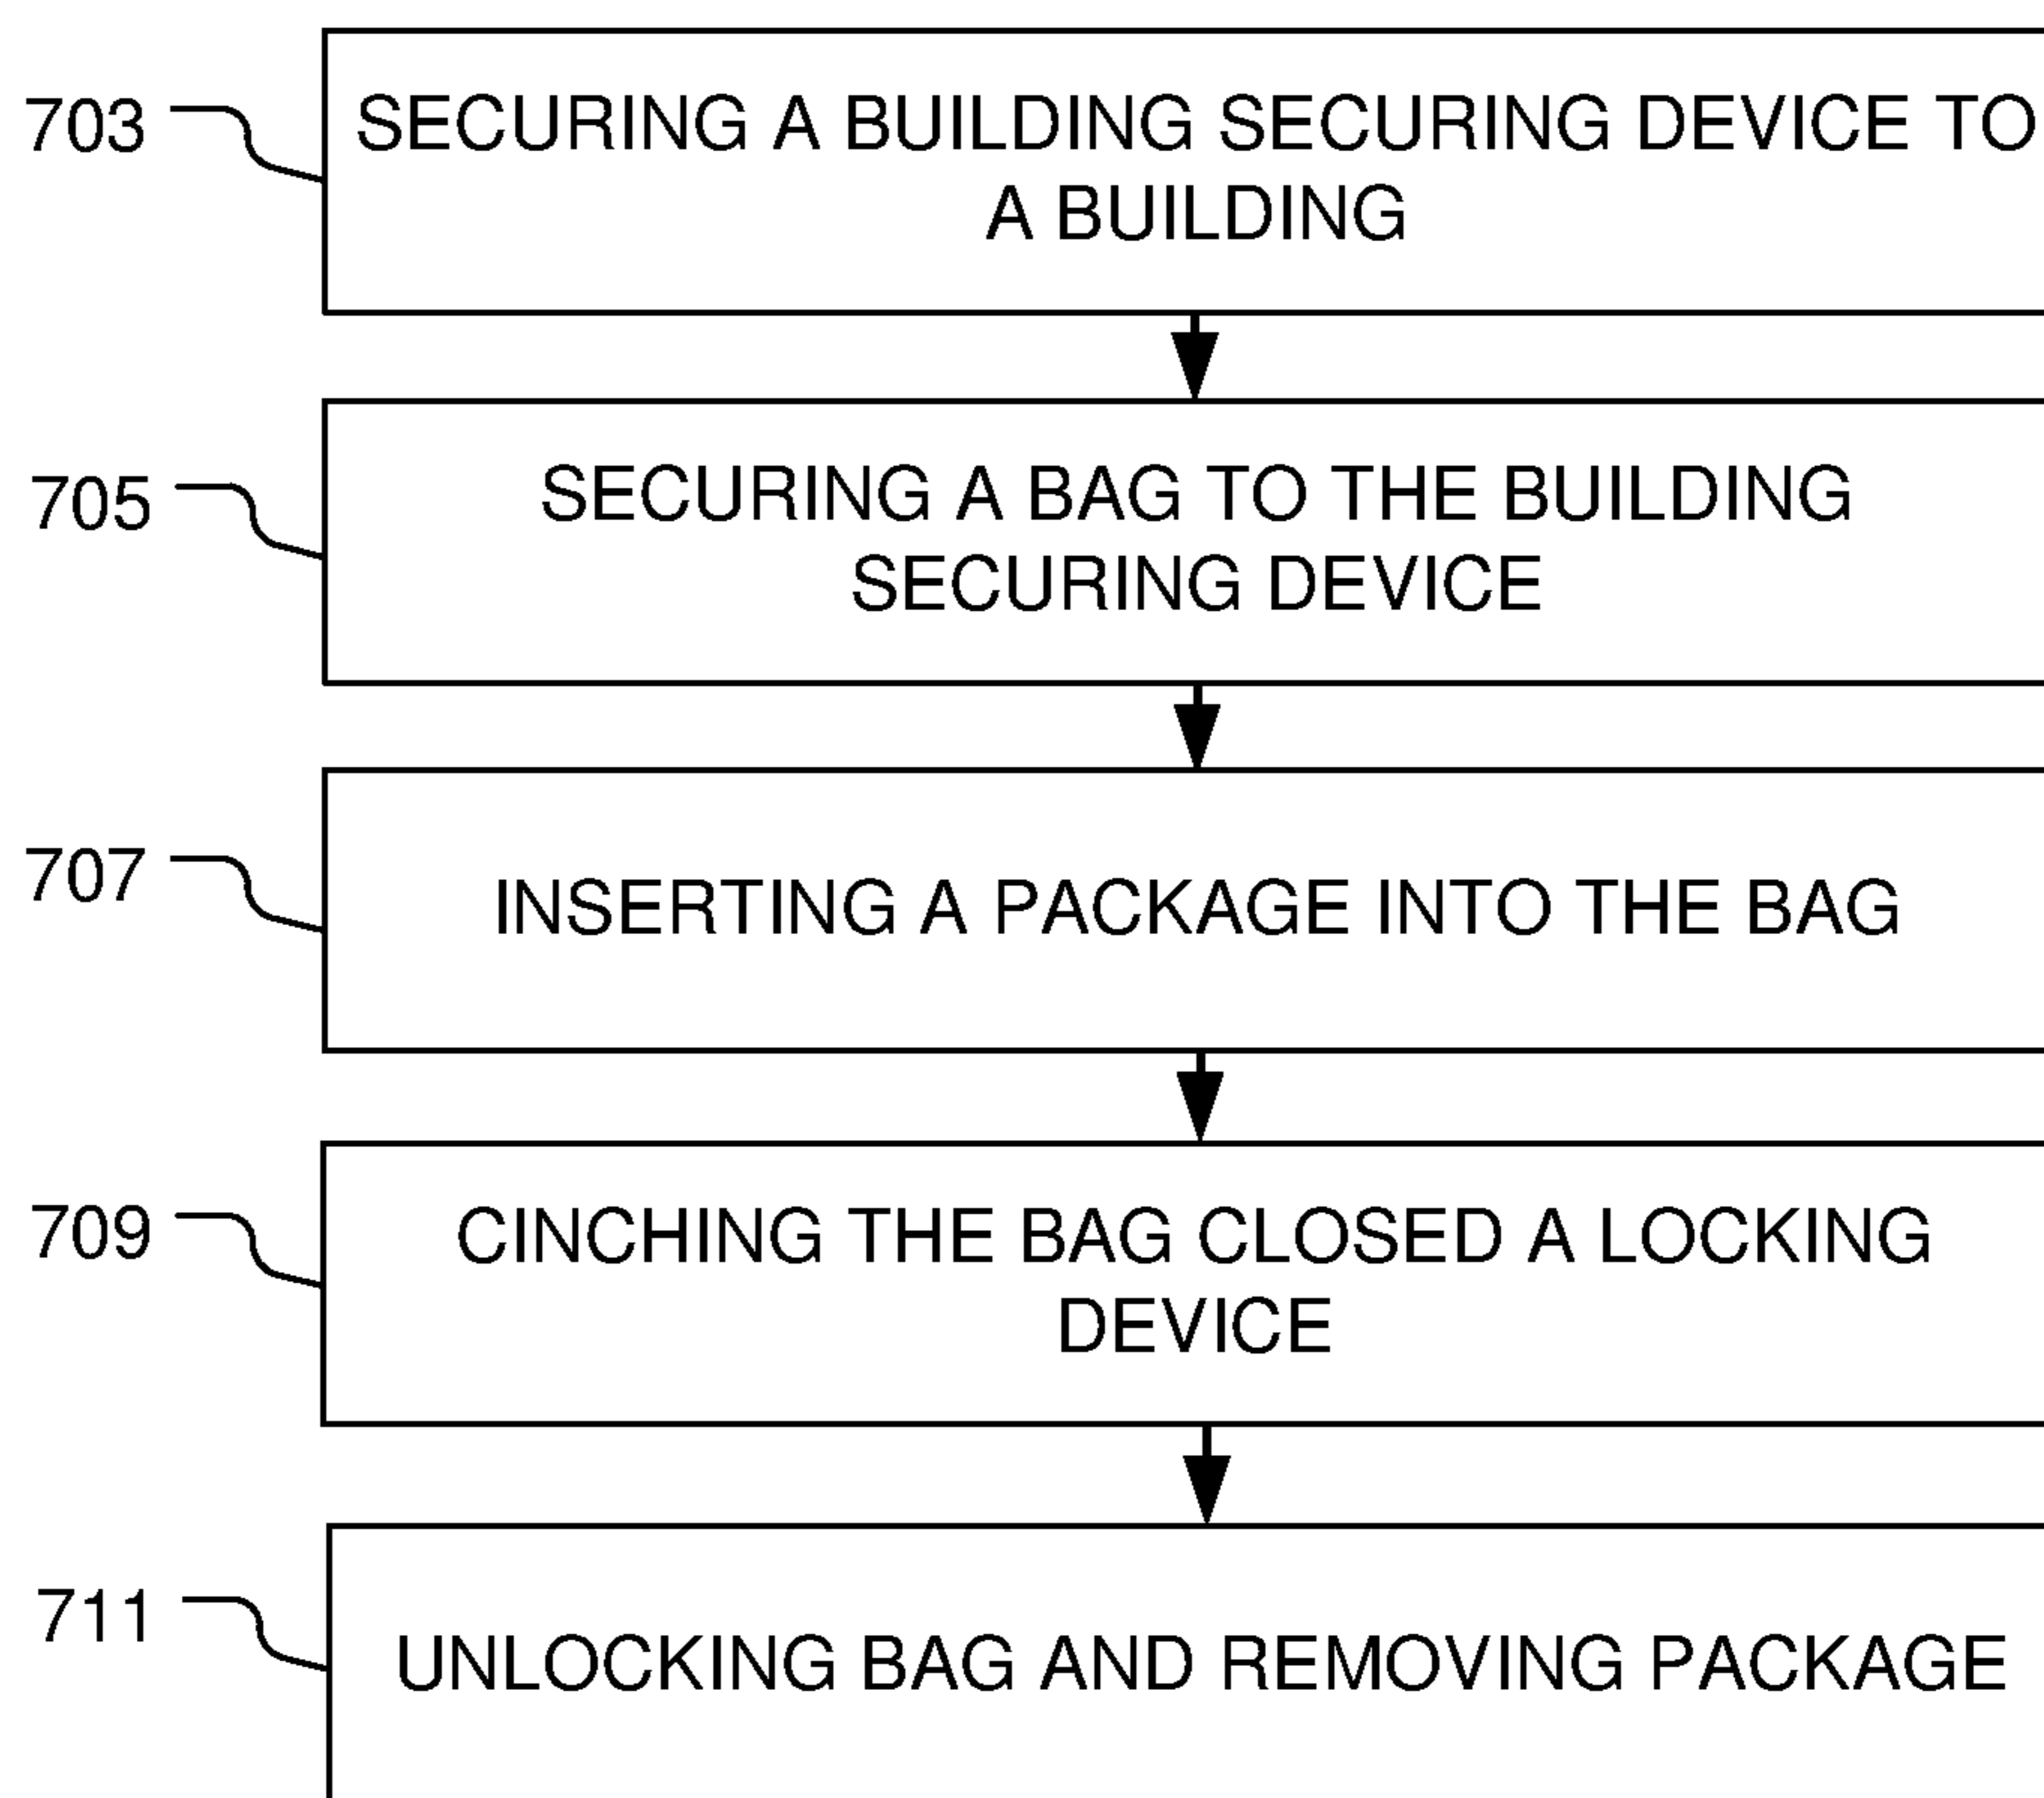 703
SECURING A BUILDING SECURING DEVICE TO
A BUILDING
705
SECURING A BAG TO THE BUILDING
SECURING DEVICE
707
INSERTING A PACKAGE INTO THE BAG
709
CINCHING THE BAG CLOSED A LOCKING
DEVICE
711
UNLOCKING BAG AND REMOVING PACKAGE